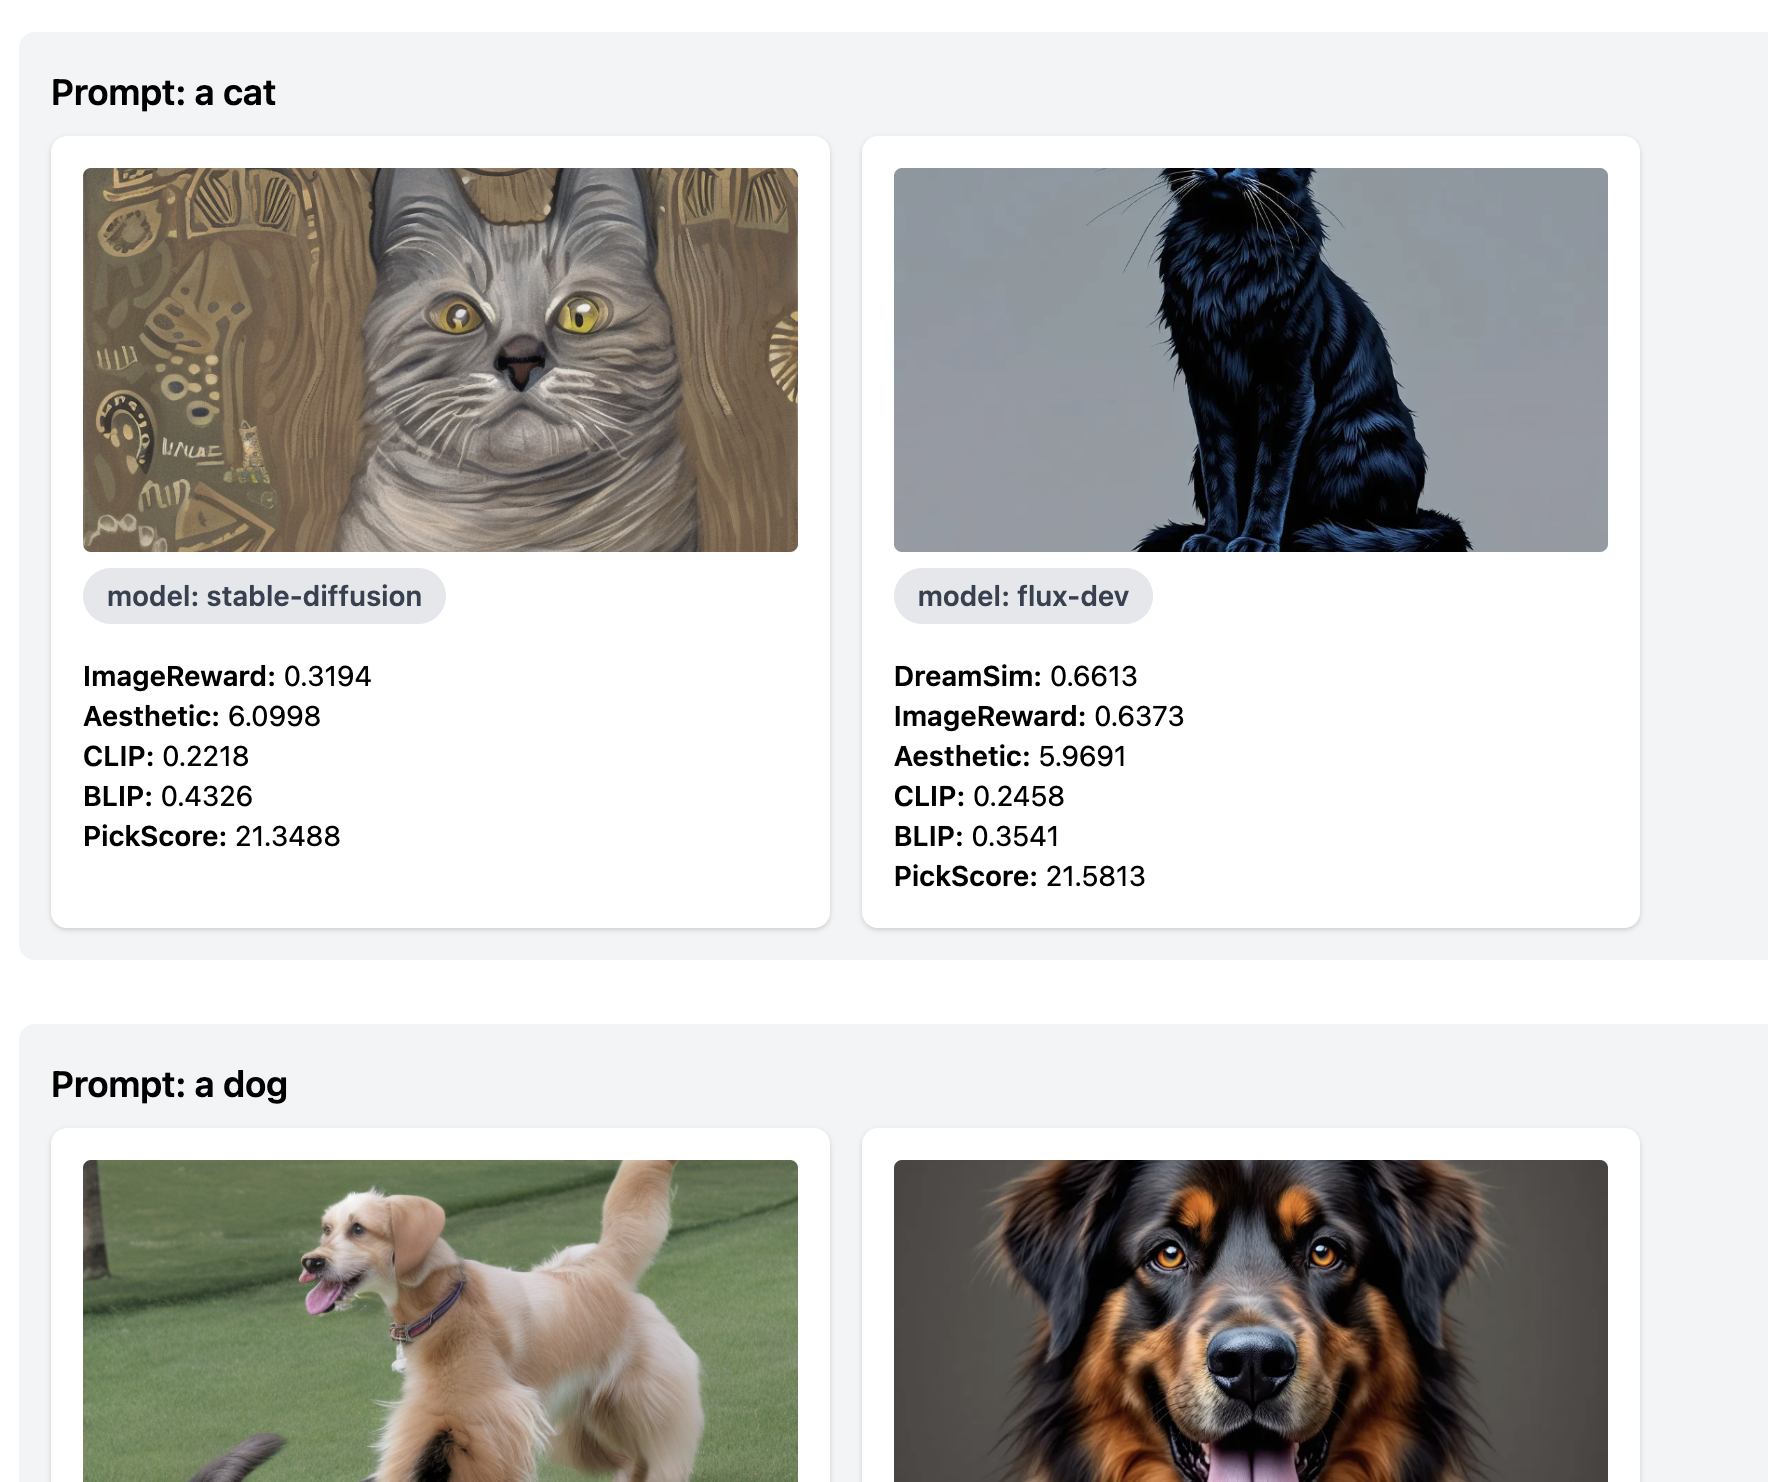 Prompt: a cat
model: stable-diffusion
ImageReward: 0.3194
Aesthetic: 6.0998
CLIP: 0.2218
BLIP: 0.4326
PickScore: 21.3488
model: flux-dev
DreamSim: 0.6613
ImageReward: 0.6373
Aesthetic: 5.9691
CLIP: 0.2458
BLIP: 0.3541
PickScore: 21.5813
Prompt: a dog